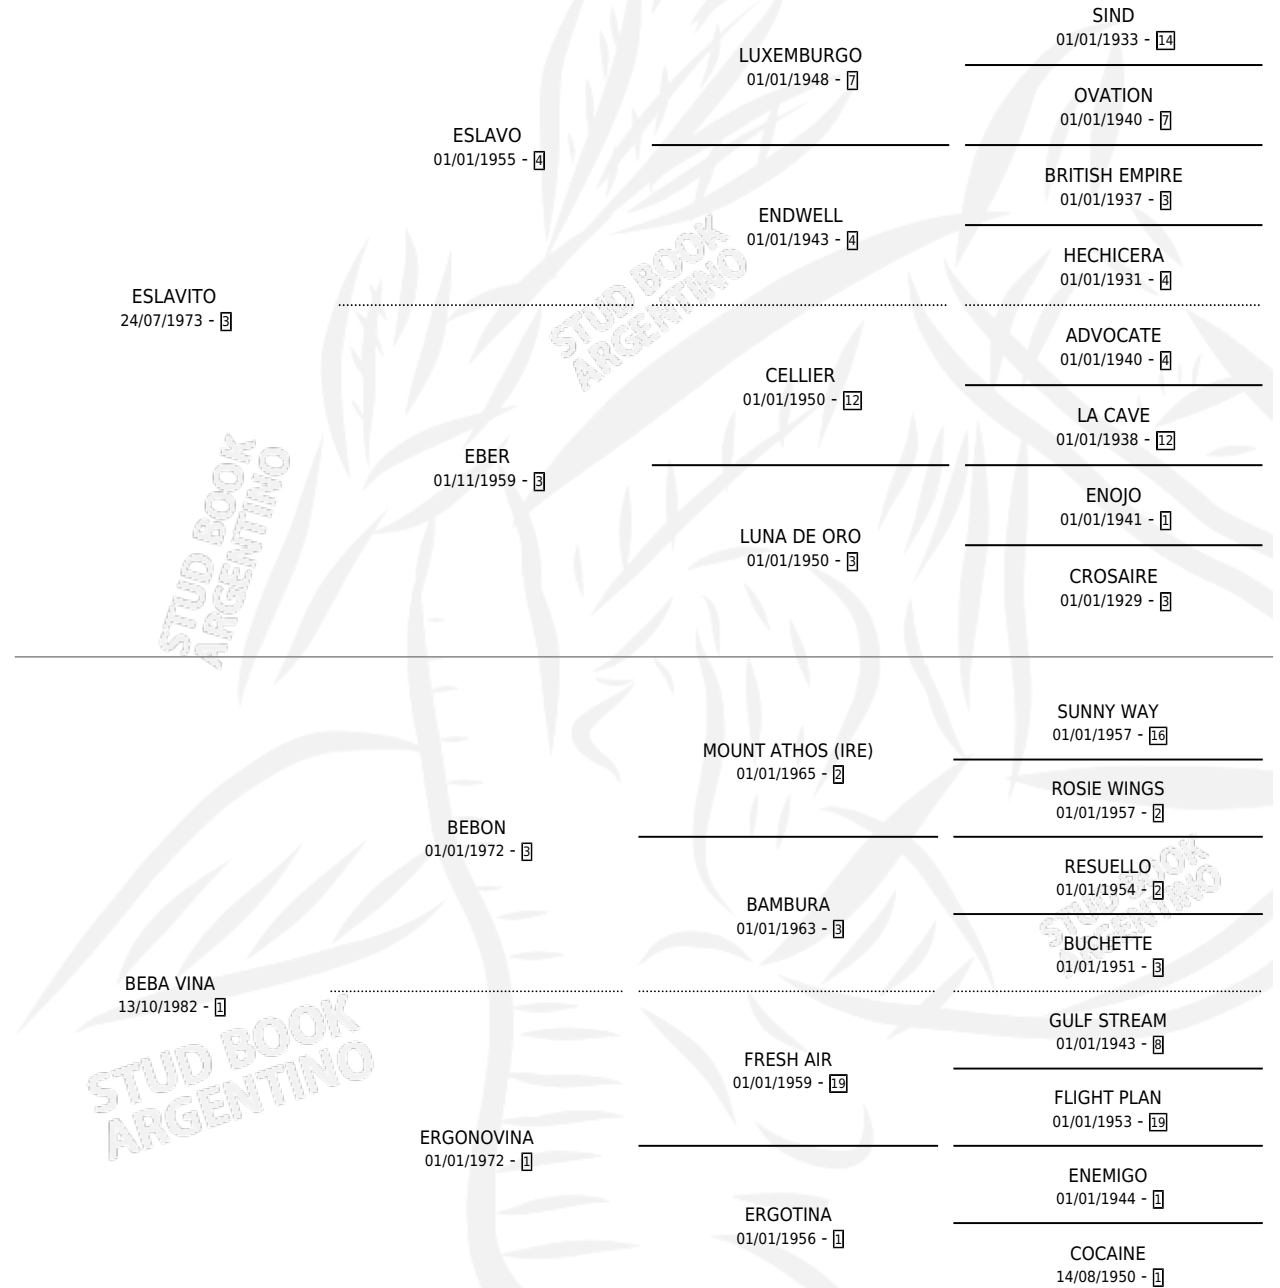 SIND
01/01/1933 - 14
LUXEMBURGO
01/01/1948 - 7
OVATION
01/01/1940 - 7
ESLAVO
01/01/1955 - 4
BRITISH EMPIRE
01/01/1937 - 3
ENDWELL
01/01/1943 - 4
HECHICERA
01/01/1931 - 4
STUD BOOK
ARGENTINO
ESLAVITO
24/07/1973 - 3
ADVOCATE
01/01/1940 - 4
CELLIER
01/01/1950 - 12
LA CAVE
01/01/1938 - 12
EBER
01/11/1959 - 3
ENOJO
01/01/1941 - 1
LUNA DE ORO
01/01/1950 - 3
CROSAIRE
01/01/1929 - 3
STUD BOOK
ARGENTINO
SUNNY WAY
01/01/1957 - 16
MOUNT ATHOS (IRE)
01/01/1965 - 2
ROSIE WINGS
01/01/1957 - 2
BEBON
01/01/1972 - 3
RESUELLO
01/01/1954 - 2
BAMBURA
01/01/1963 - 3
BUCHETTE
01/01/1951 - 3
STUD BOOK
ARGENTINO
BEBA VINA
13/10/1982 - 1
GULF STREAM
01/01/1943 - 8
FRESH AIR
01/01/1959 - 19
FLIGHT PLAN
01/01/1953 - 19
STUD BOOK
ARGENTINO
ERGONOVINA
01/01/1972 - 1
ENEMIGO
01/01/1944 - 1
ERGOTINA
01/01/1956 - 1
COCAINE
14/08/1950 - 1